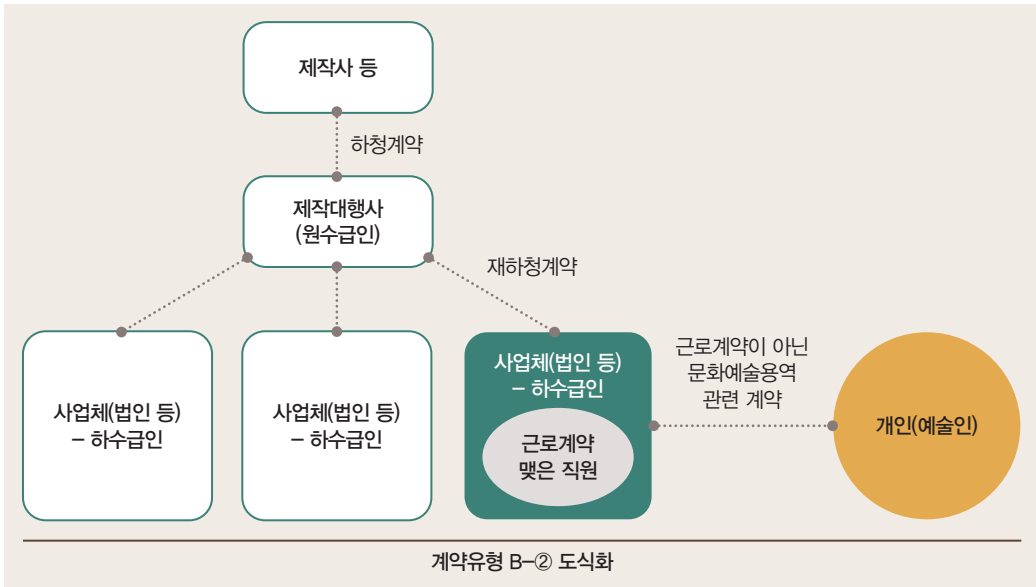 제작사 등
하청계약
제작대행사
(원수급인)
재하청계약
사업체(법인 등)
– 하수급인
사업체(법인 등)
– 하수급인
사업체(법인 등)
– 하수급인
근로계약
맺은 직원
근로계약이 아닌
문화예술용역
관련 계약
개인(예술인)
계약유형 B–② 도식화